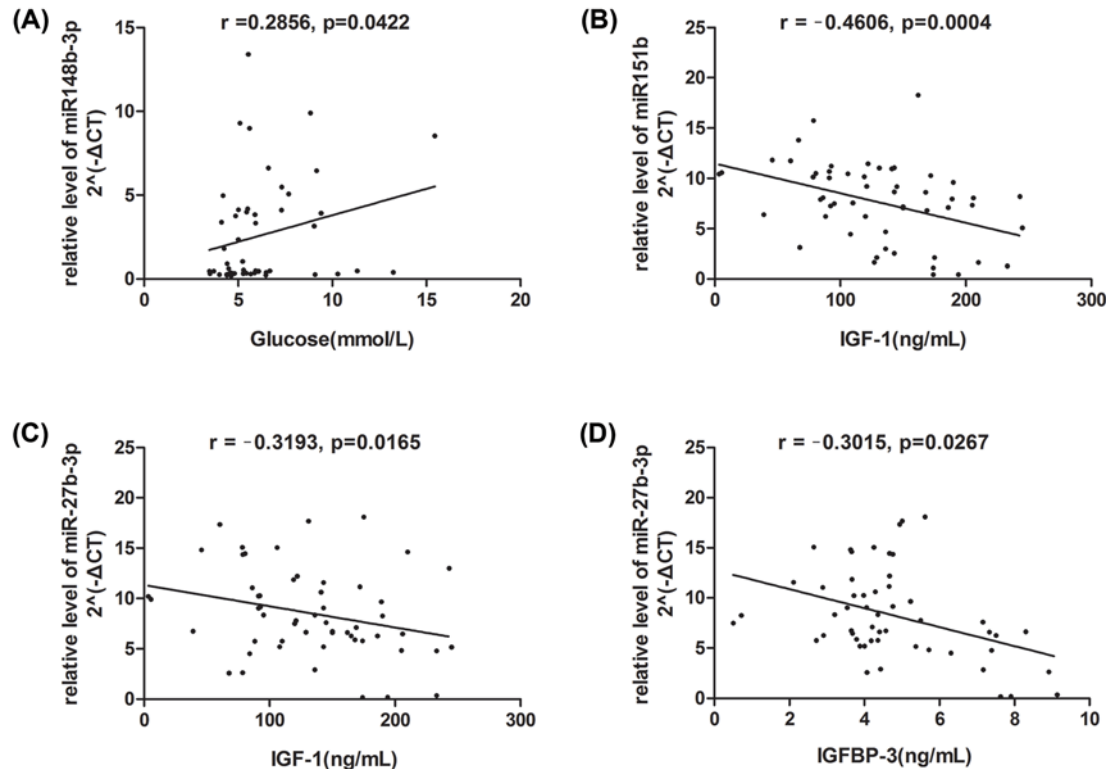 (A)
r =0.2856, p=0.0422
relative level of miR148b-3p
2^(-ΔCT)
15
10
5
0
0 5 10 15 20
Glucose(mmol/L)
(B)
r = -0.4606, p=0.0004
relative level of miR151b
2^(-ΔCT)
25
20
15
10
5
0
0 100 200 300
IGF-1(ng/mL)
(C)
r = -0.3193, p=0.0165
relative level of miR-27b-3p
2^(-ΔCT)
25
20
15
10
5
0
0 100 200 300
IGF-1(ng/mL)
(D)
r = -0.3015, p=0.0267
relative level of miR-27b-3p
2^(-ΔCT)
25
20
15
10
5
0
0 2 4 6 8 10
IGFBP-3(ng/mL)